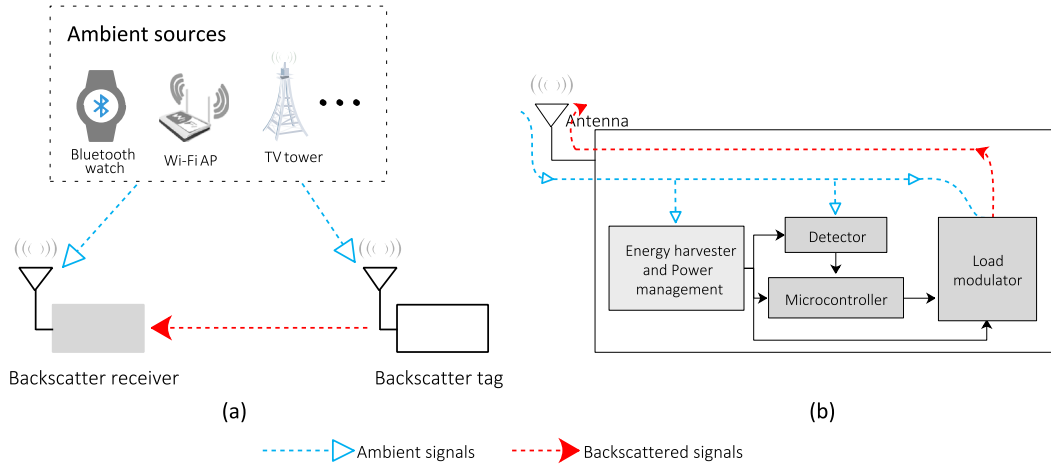 Ambient sources
Bluetooth
watch
Wi-Fi AP
TV tower
Backscatter receiver
Backscatter tag
(a)
Antenna
Energy harvester
and Power
management
Detector
Microcontroller
Load
modulator
(b)
Ambient signals
Backscattered signals